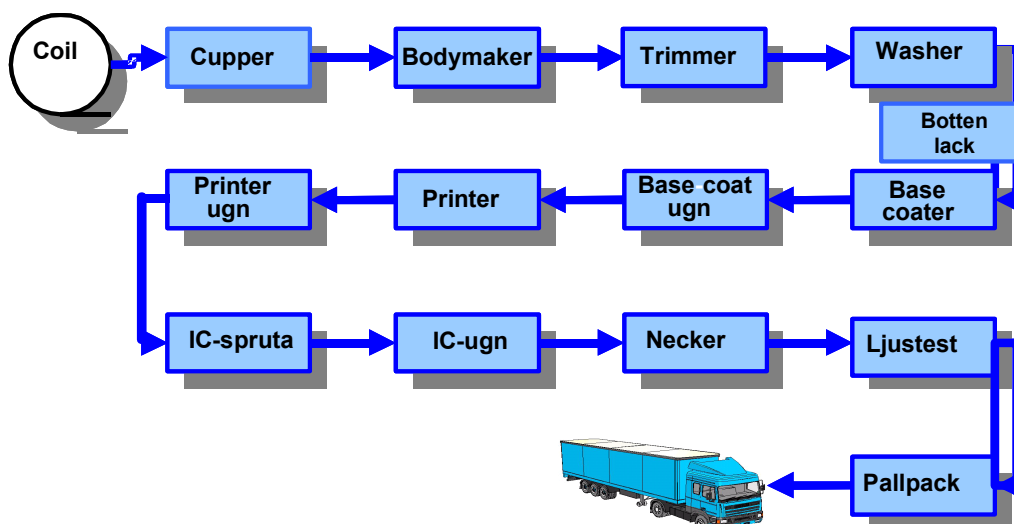 Coil
Cupper
Bodymaker
Trimmer
Washer
Botten
lack
Printer
ugn
Printer
Base-coat
ugn
Base
coater
IC-spruta
IC-ugn
Necker
Ljustest
Pallpack